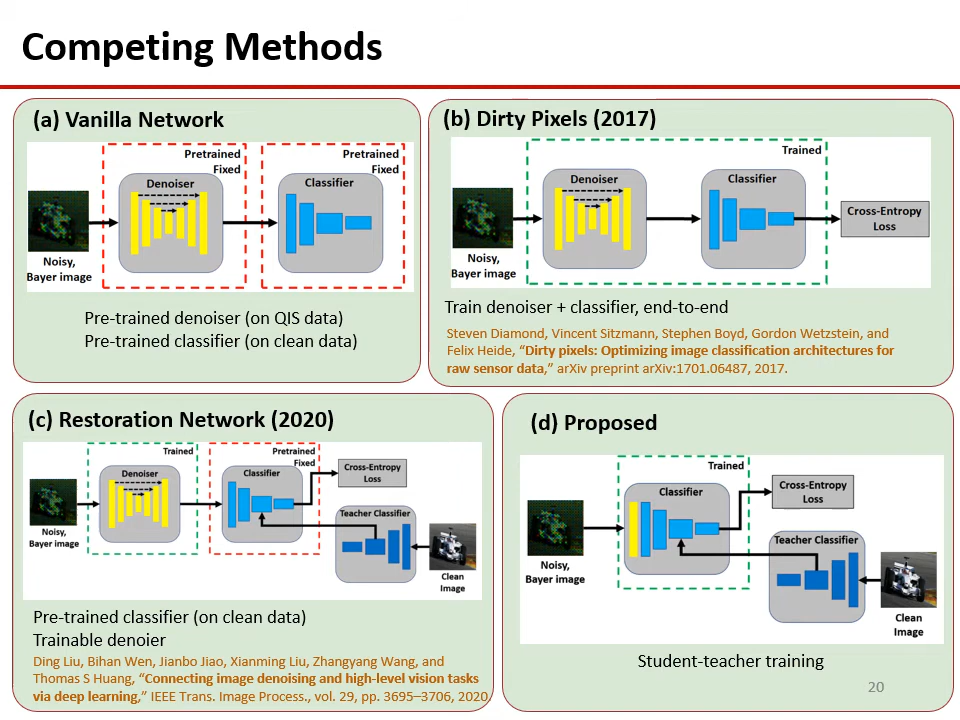 Competing Methods
(a) Vanilla Network
Pretrained
Fixed
Pretrained
Fixed
Denoiser
Classifier
Noisy,
Bayer image
Pre-trained denoiser (on QIS data)
Pre-trained classifier (on clean data)
(b) Dirty Pixels (2017)
Trained
Denoiser
Classifier
Cross-Entropy
Loss
Noisy,
Bayer image
Train denoiser + classifier, end-to-end
Steven Diamond, Vincent Sitzmann, Stephen Boyd, Gordon Wetzstein, and
Felix Heide, “Dirty pixels: Optimizing image classification architectures for
raw sensor data,” arXiv preprint arXiv:1701.06487, 2017.
(c) Restoration Network (2020)
Trained
Pretrained
Fixed
Denoiser
Classifier
Cross-Entropy
Loss
Teacher Classifier
Noisy,
Bayer image
Clean
Image
Pre-trained classifier (on clean data)
Trainable denoier
Ding Liu, Bihan Wen, Jianbo Jiao, Xianming Liu, Zhangyang Wang, and
Thomas S Huang, “Connecting image denoising and high-level vision tasks
via deep learning,” IEEE Trans. Image Process., vol. 29, pp. 3695–3706, 2020.
(d) Proposed
Trained
Classifier
Cross-Entropy
Loss
Teacher Classifier
Noisy,
Bayer image
Clean
Image
Student-teacher training
20